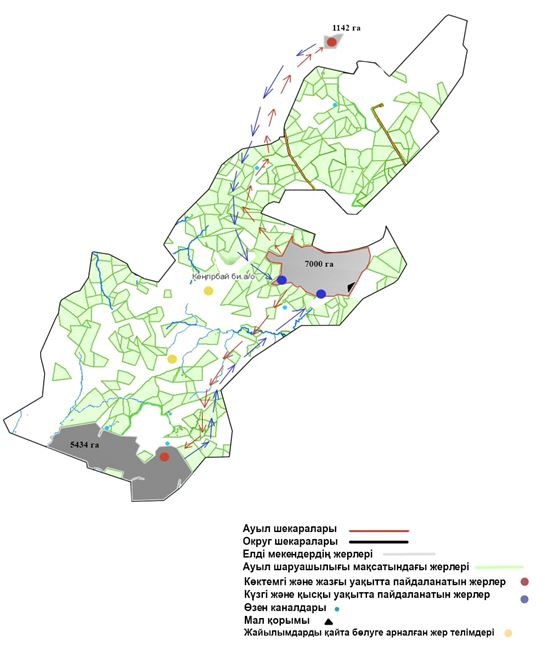 1142 га
7000 га
Кеңірбай би.а/о
5434 га
Ауыл шекаралары
Округ шекаралары
Елді мекендердің жерлері
Ауыл шаруашылығы мақсатындағы жерлері
Көктемгі және жазғы уақытта пайдаланатын жерлер
Күзгі және қысқы уақытта пайдаланатын жерлер
Өзен каналдары
Мал қорымы
Жайылымдарды қайта бөлуге арналған жер телімдері